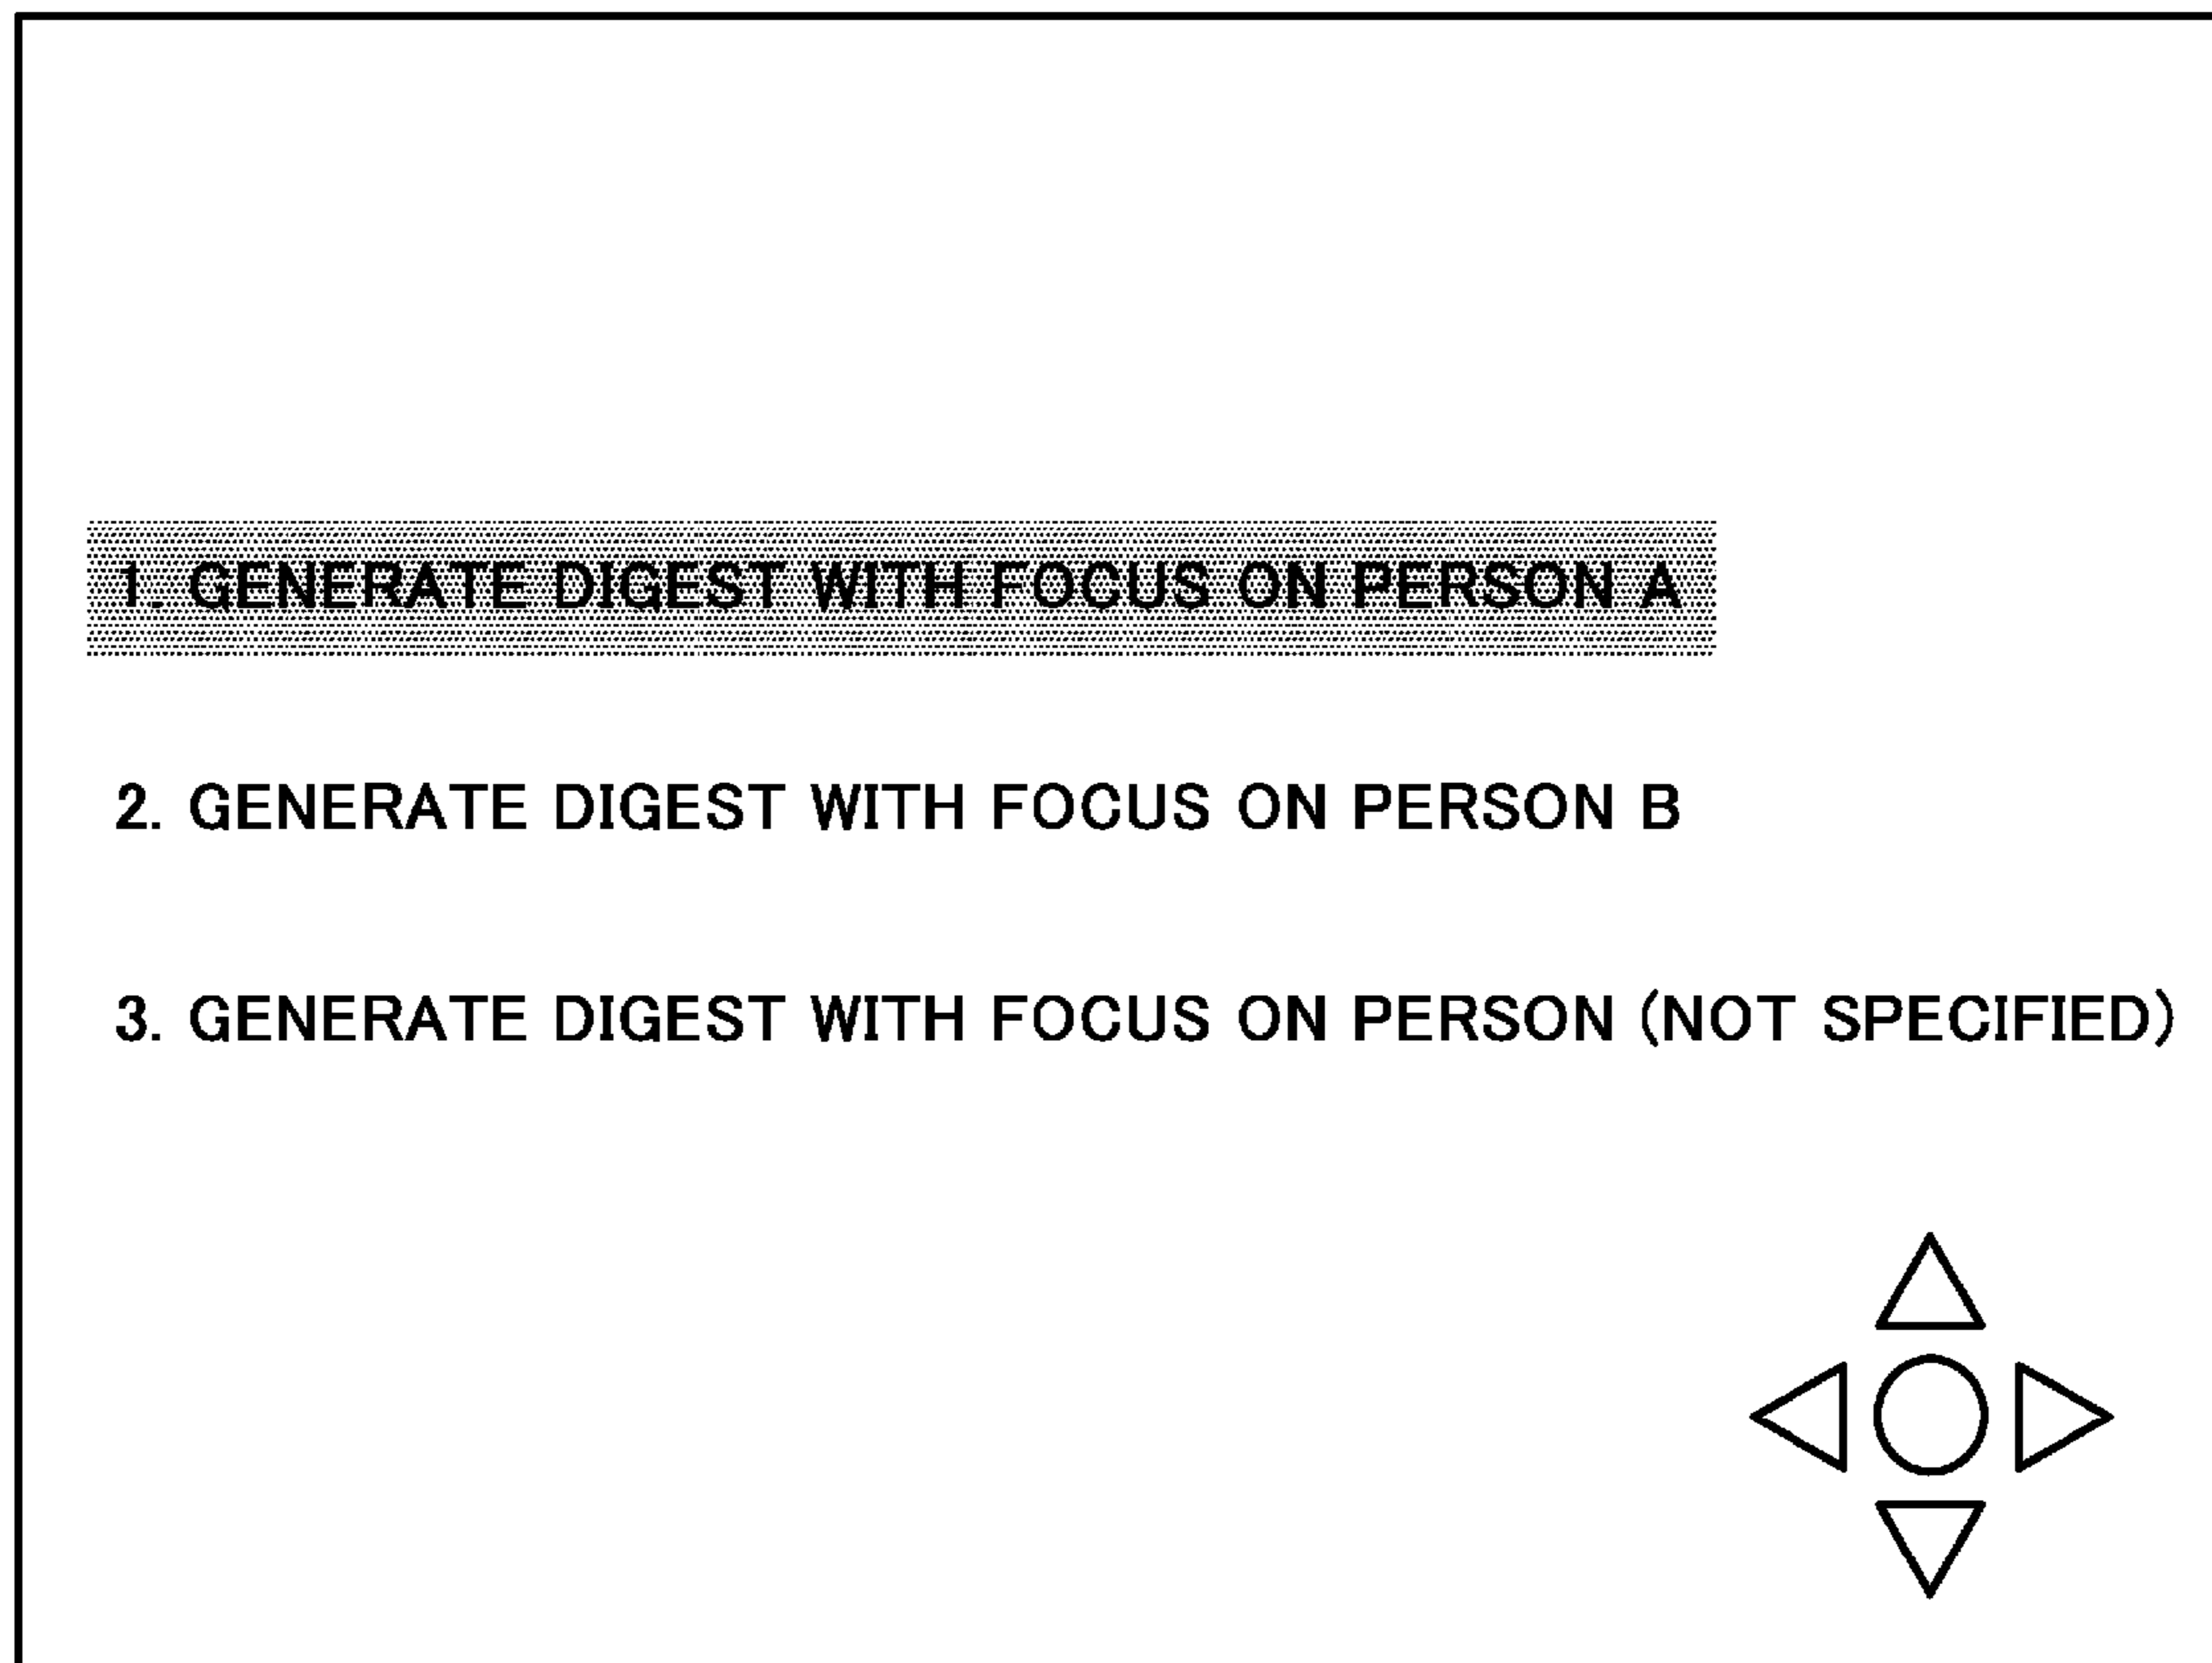 1. GENERATE DIGEST WITH FOCUS ON PERSON A
2. GENERATE DIGEST WITH FOCUS ON PERSON B
3. GENERATE DIGEST WITH FOCUS ON PERSON (NOT SPECIFIED)